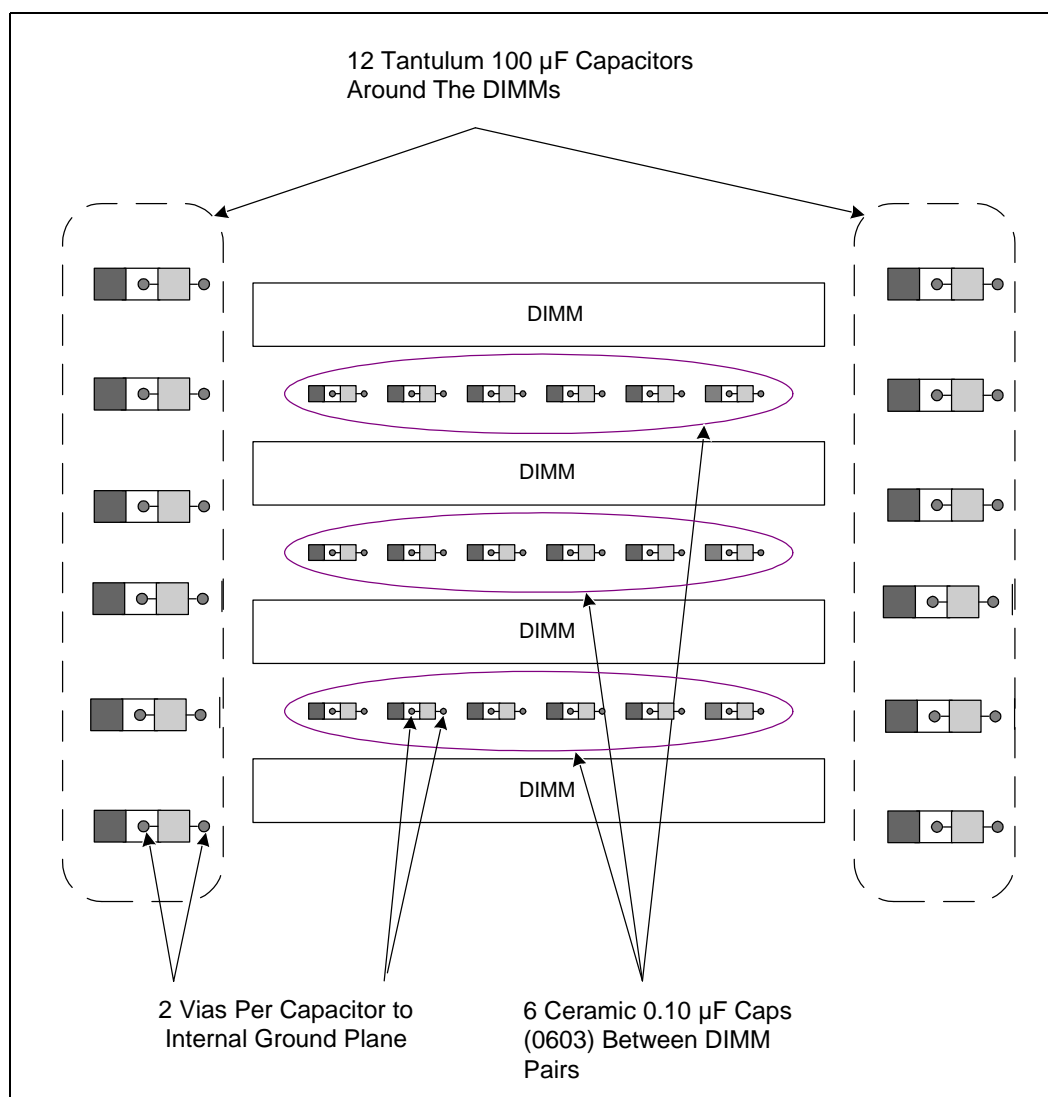 12 Tantulum 100 µF Capacitors
Around The DIMMs
DIMM
DIMM
DIMM
DIMM
2 Vias Per Capacitor to
Internal Ground Plane
6 Ceramic 0.10 µF Caps
(0603) Between DIMM
Pairs